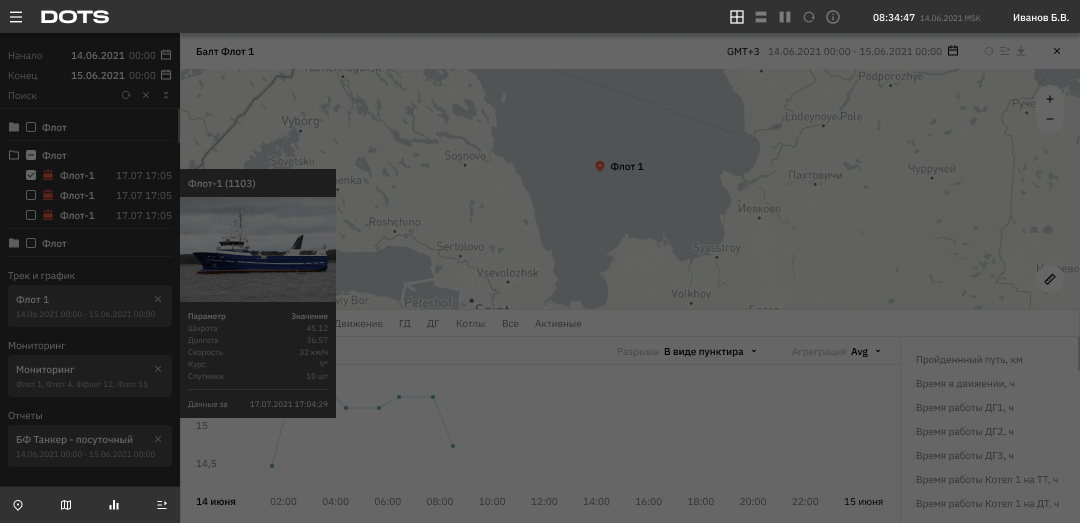 DOTS
08:34:47 14.06.2021 MSK
Иванов Б.В.
Начало 14.06.2021 00:00
Конец 15.06.2021 00:00
Поиск
Флот
Флот
Флот-1 17.07 17:05
Флот-1 17.07 17:05
Флот-1 17.07 17:05
Флот
Трек и график
Флот 1
14.06.2021 00:00 - 15.06.2021 00:00
Мониторинг
Мониторинг
Флот 1, Флот 4, Ффлот 12, Флот 15
Отчеты
БФ Танкер - посуточный
14.06.2021 00:00 - 15.06.2021 00:00
Балт Флот 1
GMT+3 14.06.2021 00:00 - 15.06.2021 00:00
Podporozhye
Vyborg
Lodeynoye Pole
Sovetskii
Sosnovo
Флот 1
Пахтовичи
Чурручей
Иевково
Roshchino
Sertolovo
Syasstroy
Vsevolozhsk
Volkhov
Peterhof
Флот-1 (1103)
Параметр Значение
Широта 45.12
Долгота 36.57
Скорость 32 км/ч
Курс 9°
Спутники 10 шт
Данные за 17.07.2021 17:04:29
Движение ГД ДГ Котлы Все Активные
Разрывы В виде пунктира Агрегация Avg
15
14,5
14 июня 02:00 04:00 06:00 08:00 10:00 12:00 14:00 16:00 18:00 20:00 22:00 15 июня
Пройденный путь, км
Время в движении, ч
Время работы ДГ1, ч
Время работы ДГ2, ч
Время работы ДГ3, ч
Время работы Котел 1 на ТТ, ч
Время работы Котел 1 на ДТ, ч